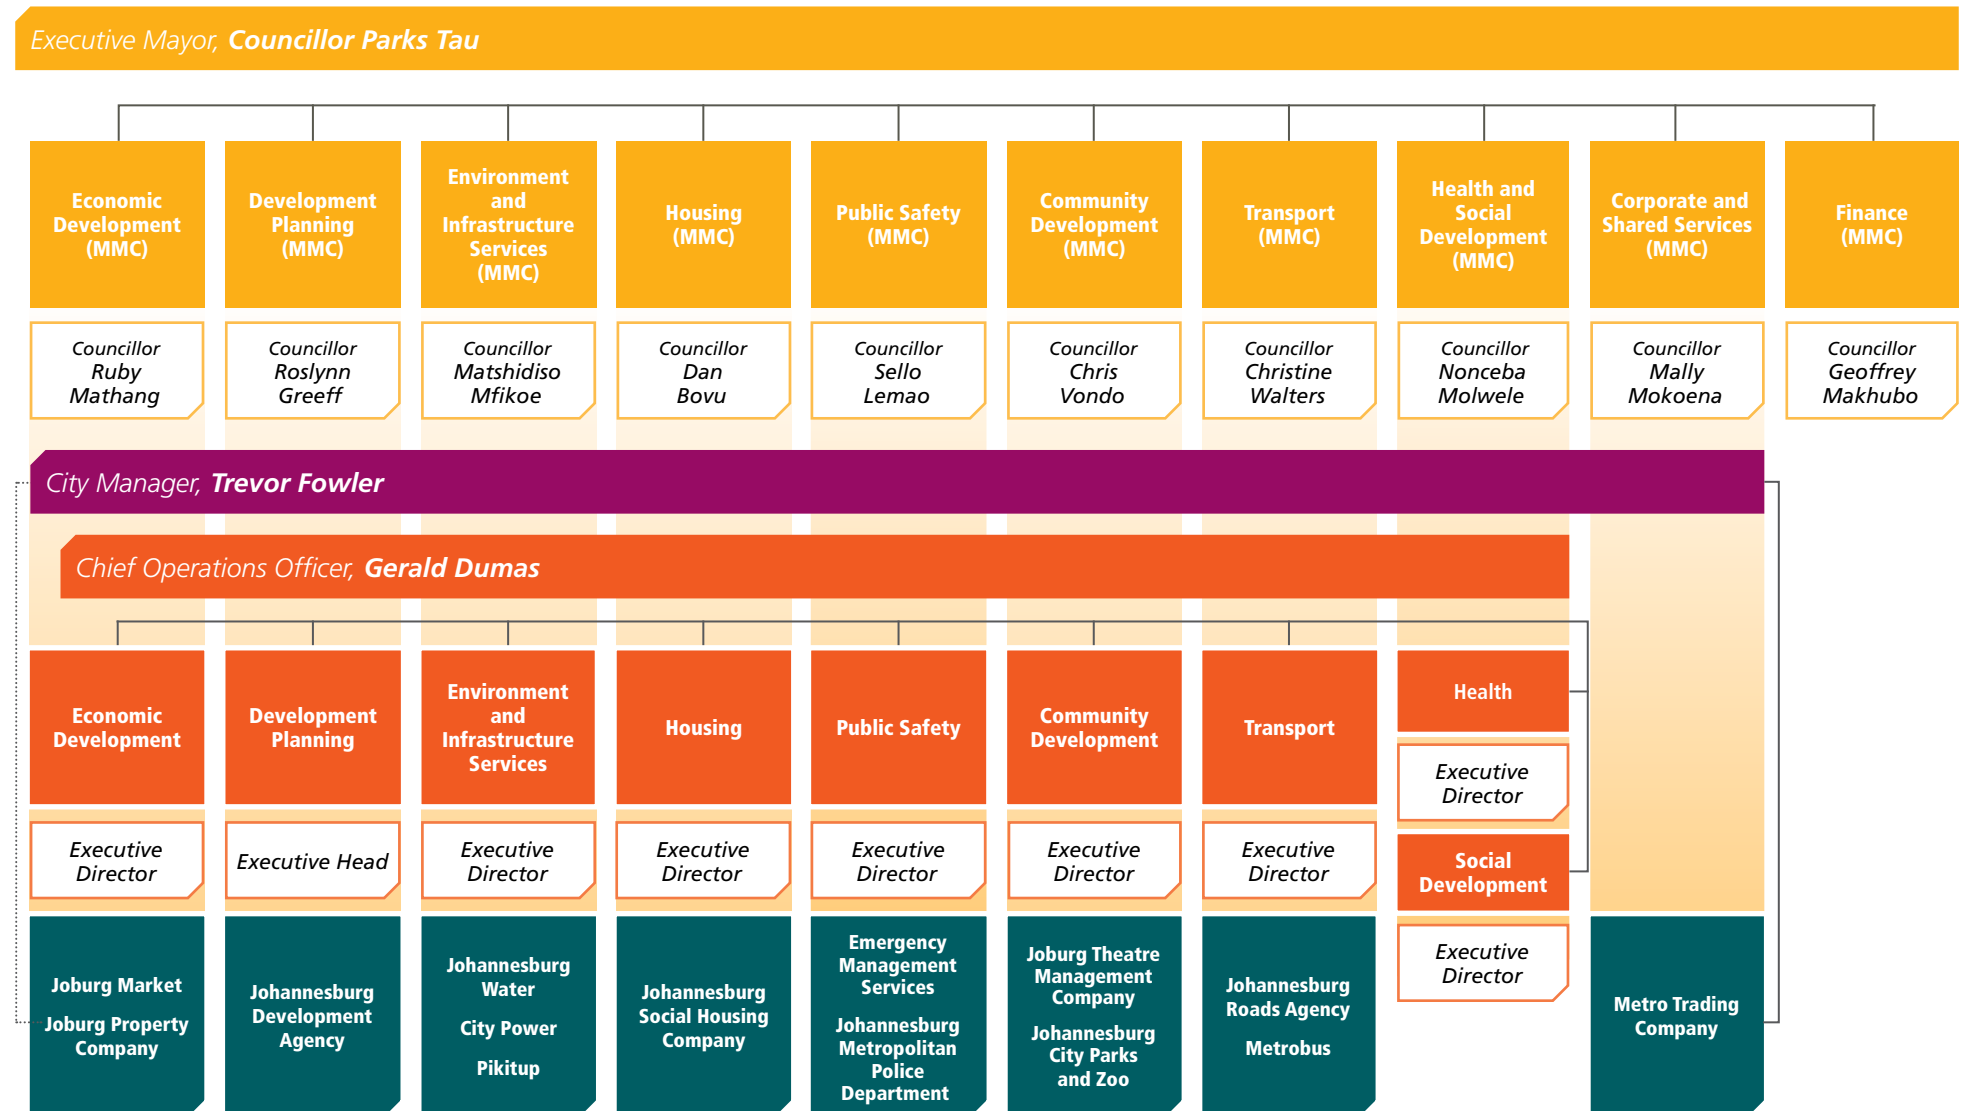 Executive Mayor, Councillor Parks Tau
Economic
Development
(MMC)
Development
Planning
(MMC)
Environment
and
Infrastructure
Services
(MMC)
Housing
(MMC)
Public Safety
(MMC)
Community
Development
(MMC)
Transport
(MMC)
Health and
Social
Development
(MMC)
Corporate and
Shared Services
(MMC)
Finance
(MMC)
Councillor
Ruby
Mathang
Councillor
Roslynn
Greeff
Councillor
Matshidiso
Mfikoe
Councillor
Dan
Bovu
Councillor
Sello
Lemao
Councillor
Chris
Vondo
Councillor
Christine
Walters
Councillor
Nonceba
Molwele
Councillor
Mally
Mokoena
Councillor
Geoffrey
Makhubo
City Manager, Trevor Fowler
Chief Operations Officer, Gerald Dumas
Economic
Development
Development
Planning
Environment
and
Infrastructure
Services
Housing
Public Safety
Community
Development
Transport
Health
Executive
Director
Social
Development
Executive
Director
Executive
Director
Executive Head
Executive
Director
Executive
Director
Executive
Director
Executive
Director
Executive
Director
Joburg Market
Joburg Property
Company
Johannesburg
Development
Agency
Johannesburg
Water
City Power
Pikitup
Johannesburg
Social Housing
Company
Emergency
Management
Services
Johannesburg
Metropolitan
Police
Department
Joburg Theatre
Management
Company
Johannesburg
City Parks
and Zoo
Johannesburg
Roads Agency
Metrobus
Metro Trading
Company